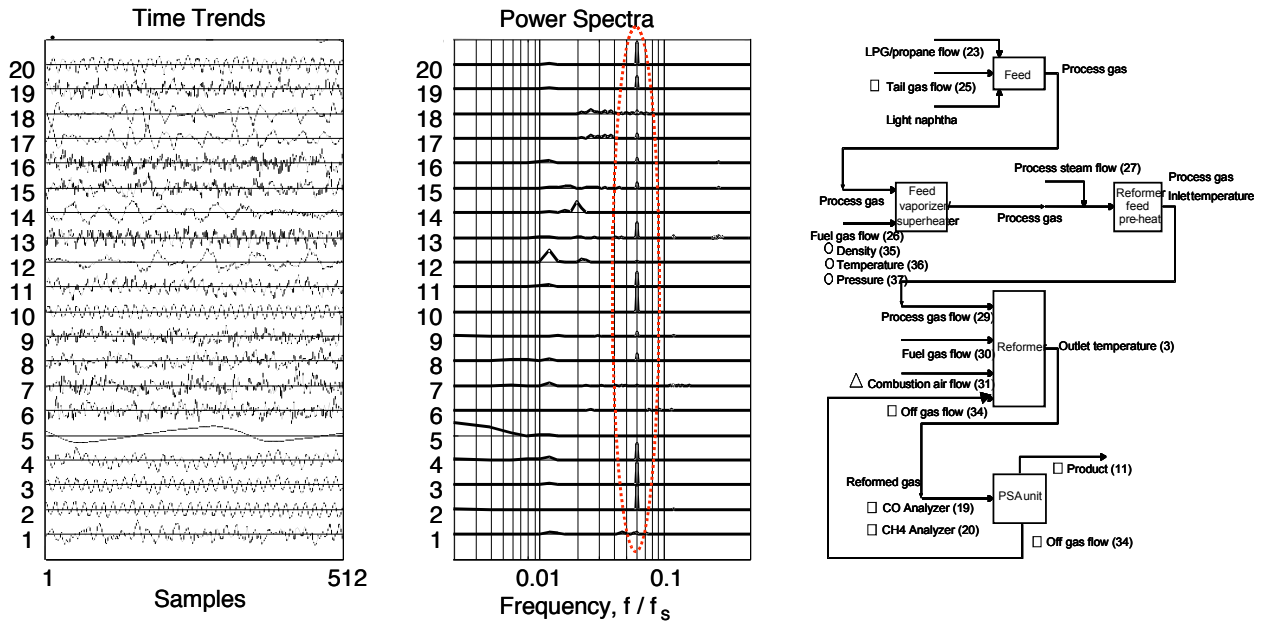 Time Trends
20
19
18
17
16
15
14
13
12
11
10
9
8
7
6
5
4
3
2
1
1
512
Samples
Power Spectra
20
19
18
17
16
15
14
13
12
11
10
9
8
7
6
5
4
3
2
1
0.01
0.1
Frequency, f / fs
LPG/propane flow (23)
Feed
Process gas
Tail gas flow (25)
Light naphtha
Process steam flow (27)
Process gas
Inlet temperature
Feed
vaporizer/
superheater
Reformer
feed
pre-heat
Process gas
Process gas
Fuel gas flow (26)
Density (35)
Temperature (36)
Pressure (37)
Process gas flow (29)
Reformer
Outlet temperature (3)
Fuel gas flow (30)
Combustion air flow (31)
Off gas flow (34)
Product (11)
Reformed gas
PSA unit
CO Analyzer (19)
CH4 Analyzer (20)
Off gas flow (34)